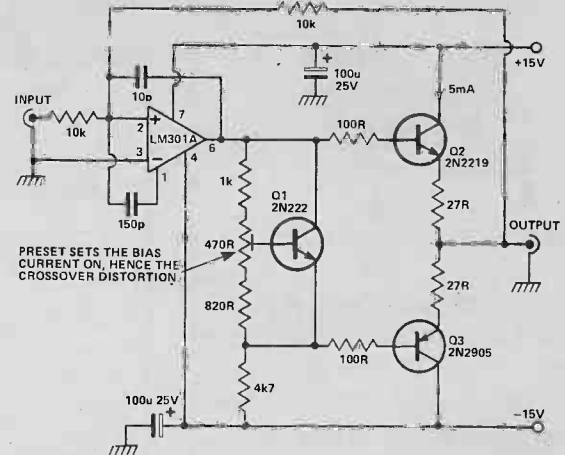 10k
+15V
100u
25V
5mA
10p
INPUT
10k
7
2
+
LM301A
6
3
−
4
1
100R
Q2
2N2219
150p
1k
Q1
2N222
27R
470R
OUTPUT
PRESET SETS THE BIAS
CURRENT ON, HENCE THE
CROSSOVER DISTORTION
27R
820R
Q3
2N2905
100R
4k7
100u 25V
+
−15V